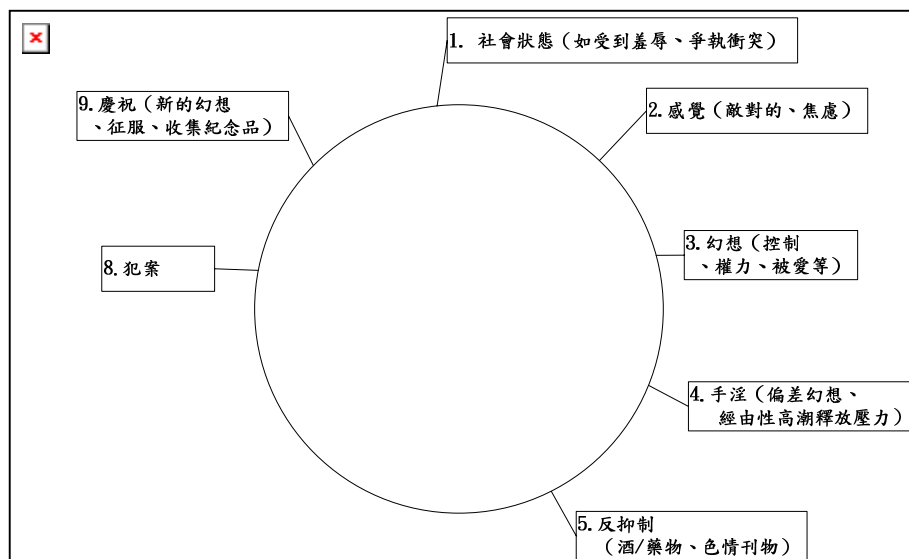 1. 社會狀態（如受到羞辱、爭執衝突）
2.感覺（敵對的、焦慮）
3.幻想（控制
、權力、被愛等）
4.手淫（偏差幻想、
經由性高潮釋放壓力）
5.反抑制
（酒/藥物、色情刊物）
8.犯案
9.慶祝（新的幻想
、征服、收集紀念品）